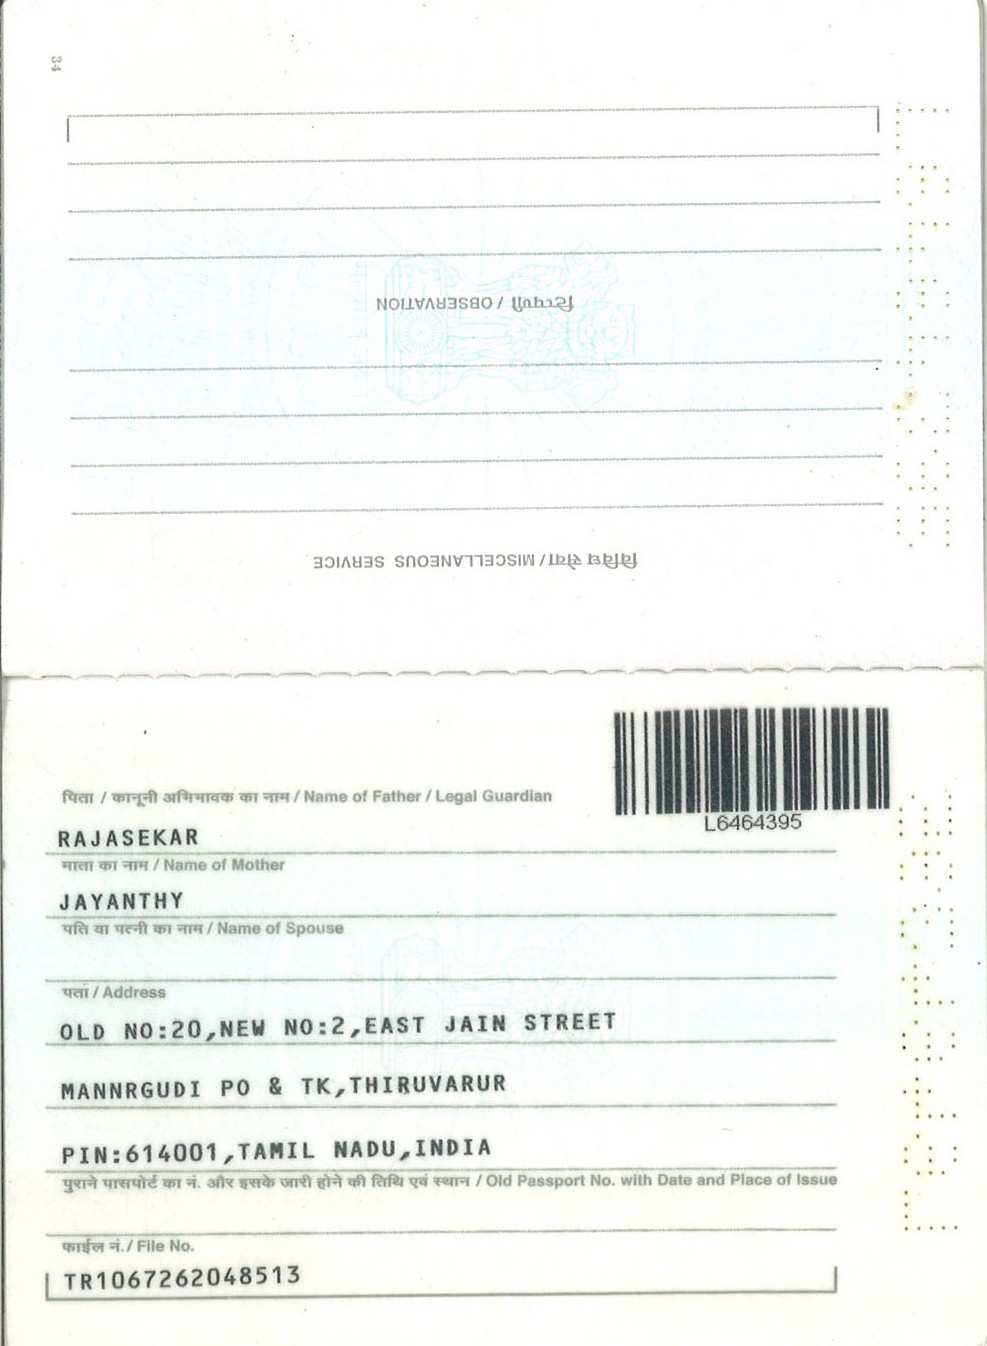 34
टिप्पणी / OBSERVATION
विविध सेवा / MISCELLANEOUS SERVICE
L6464395
पिता / कानूनी अभिभावक का नाम / Name of Father / Legal Guardian
RAJASEKAR
माता का नाम / Name of Mother
JAYANTHY
पति या पत्नी का नाम / Name of Spouse
पता / Address
OLD NO:20,NEW NO:2,EAST JAIN STREET
MANNRGUDI PO & TK,THIRUVARUR
PIN:614001,TAMIL NADU,INDIA
पुराने पासपोर्ट का नं. और इसके जारी होने की तिथि एवं स्थान / Old Passport No. with Date and Place of Issue
फाईल नं./ File No.
TR1067262048513